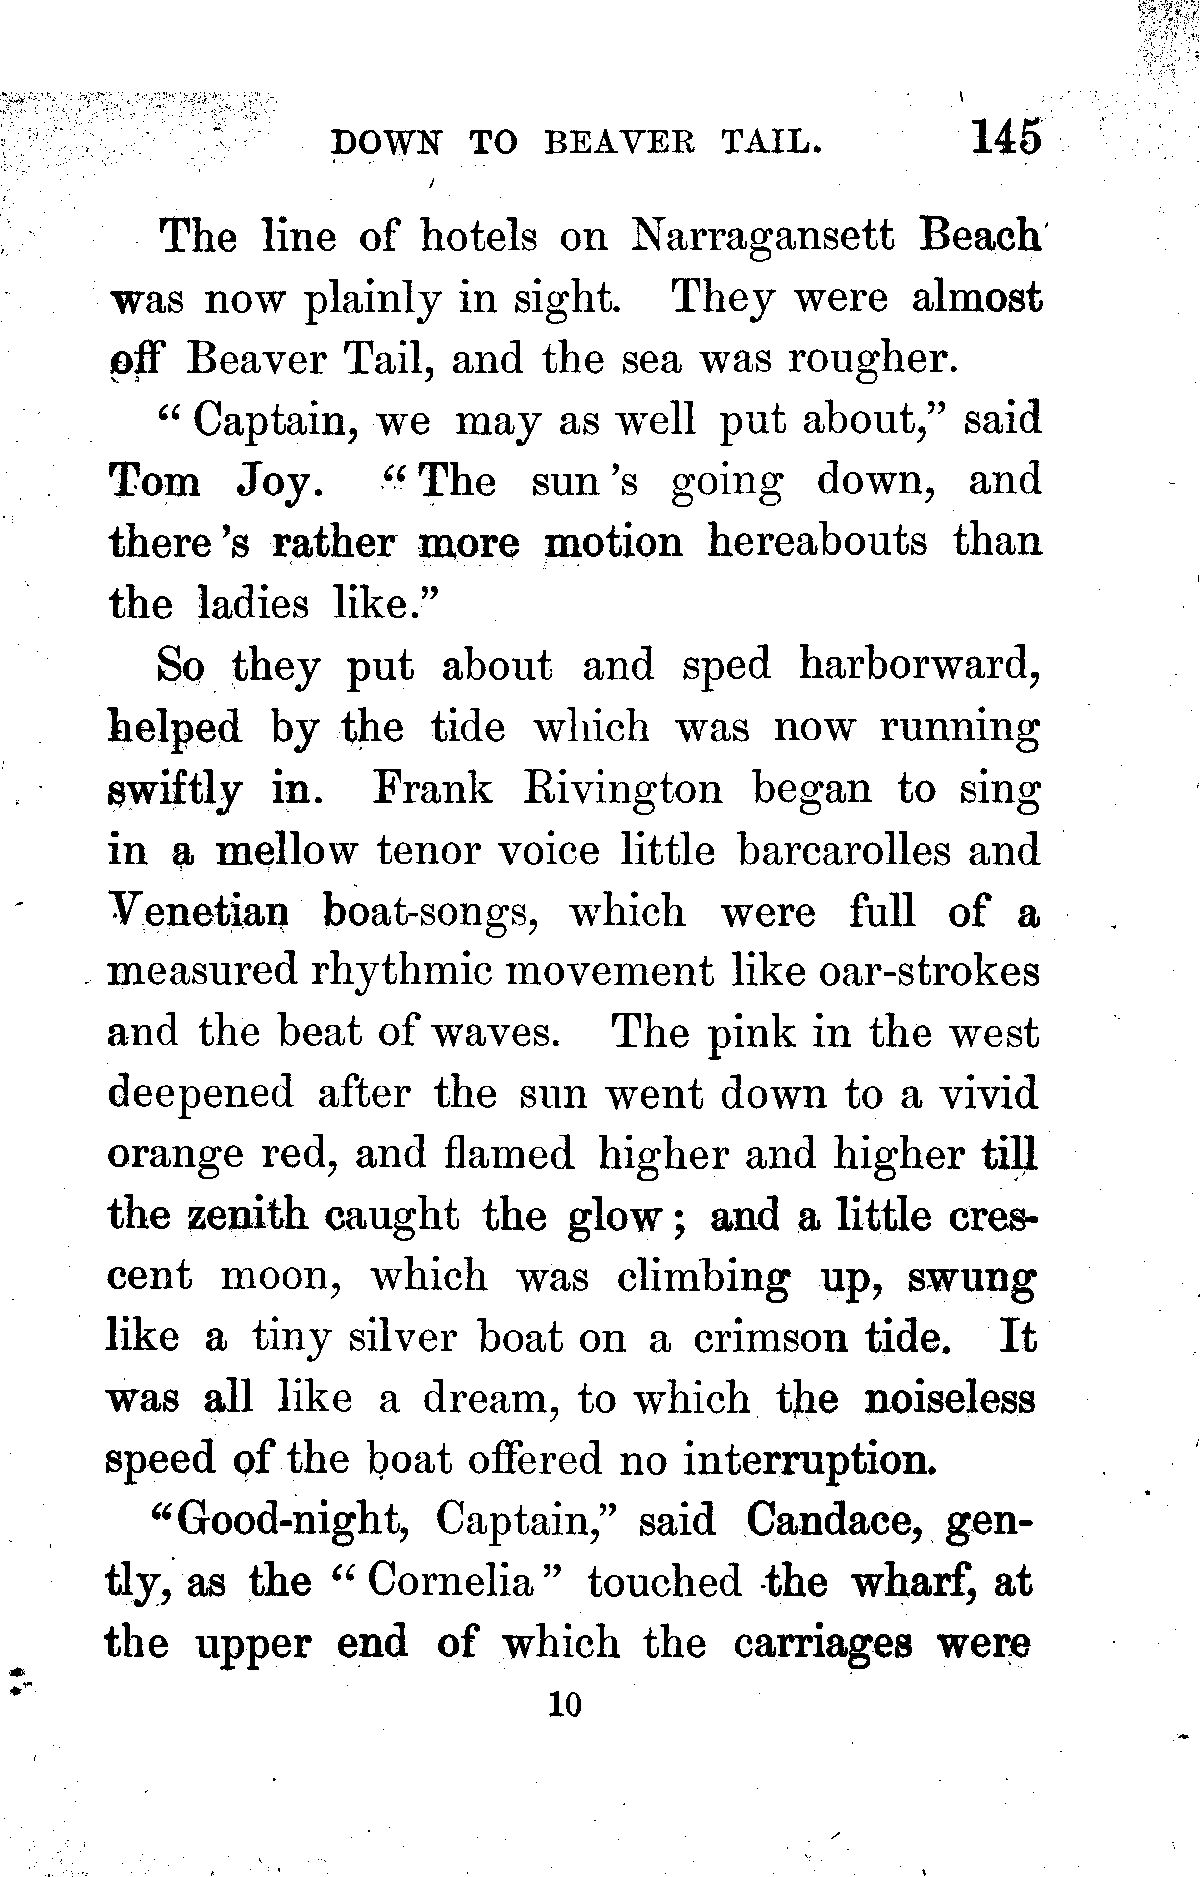 DOWN TO BEAVER TAIL. 145
The line of hotels on Narragansett Beach
was now plainly in sight. They were almost
off Beaver Tail, and the sea was rougher.
“Captain, we may as well put about,” said
Tom Joy. “The sun 's going down, and
there 's rather more motion hereabouts than
the ladies like.”
So they put about and sped harborward,
helped by the tide which was now running
swiftly in. Frank Rivington began to sing
in a mellow tenor voice little barcarolles and
Venetian boat-songs, which were full of a
measured rhythmic movement like oar-strokes
and the beat of waves. The pink in the west
deepened after the sun went down to a vivid
orange red, and flamed higher and higher till
the zenith caught the glow; and a little cres-
cent moon, which was climbing up, swung
like a tiny silver boat on a crimson tide. It
was all like a dream, to which the noiseless
speed of the boat offered no interruption.
“Good-night, Captain,” said Candace, gen-
tly, as the “Cornelia” touched the wharf, at
the upper end of which the carriages were
10